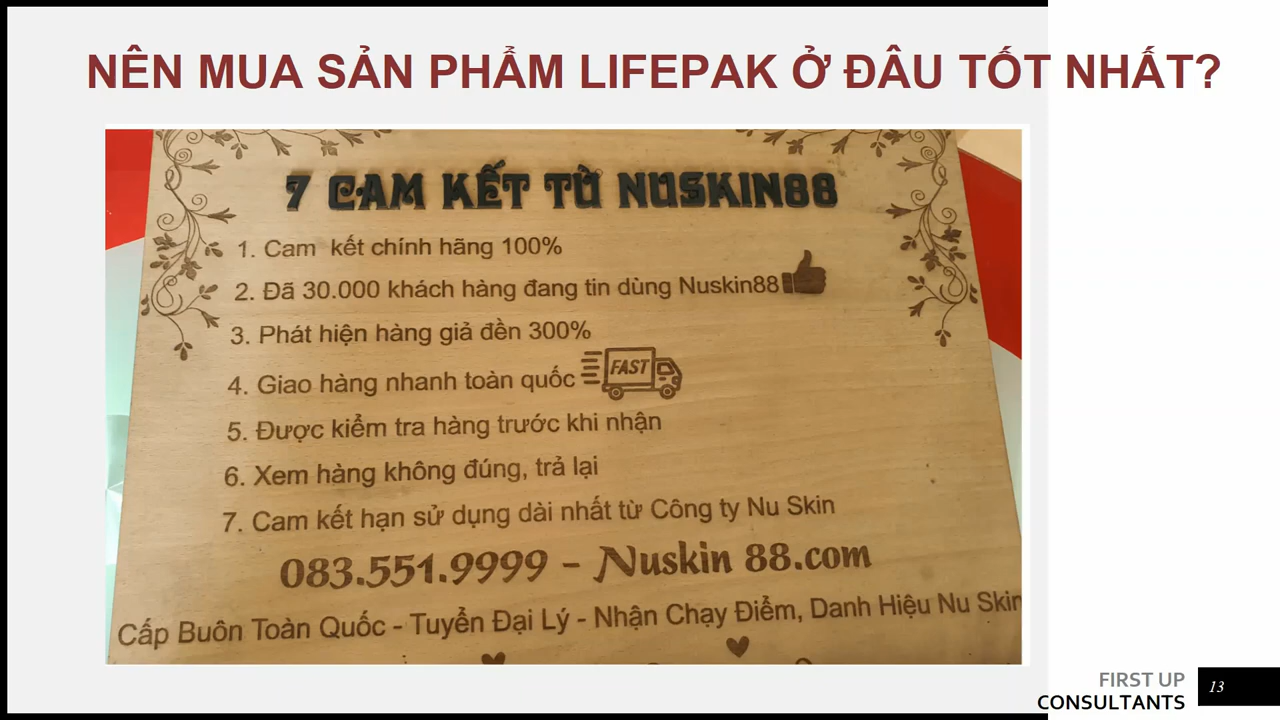 NÊN MUA SẢN PHẨM LIFEPAK Ở ĐÂU TỐT NHẤT?
7 CAM KẾT TỪ NUSKIN88
1. Cam kết chính hãng 100%
2. Đã 30.000 khách hàng đang tin dùng Nuskin88
3. Phát hiện hàng giả đền 300%
4. Giao hàng nhanh toàn quốc
FAST
5. Được kiểm tra hàng trước khi nhận
6. Xem hàng không đúng, trả lại
7. Cam kết hạn sử dụng dài nhất từ Công ty Nu Skin
083.551.9999 - Nuskin 88.com
Cấp Buôn Toàn Quốc - Tuyển Đại Lý - Nhận Chạy Điểm, Danh Hiệu Nu Skin
FIRST UP
CONSULTANTS
13